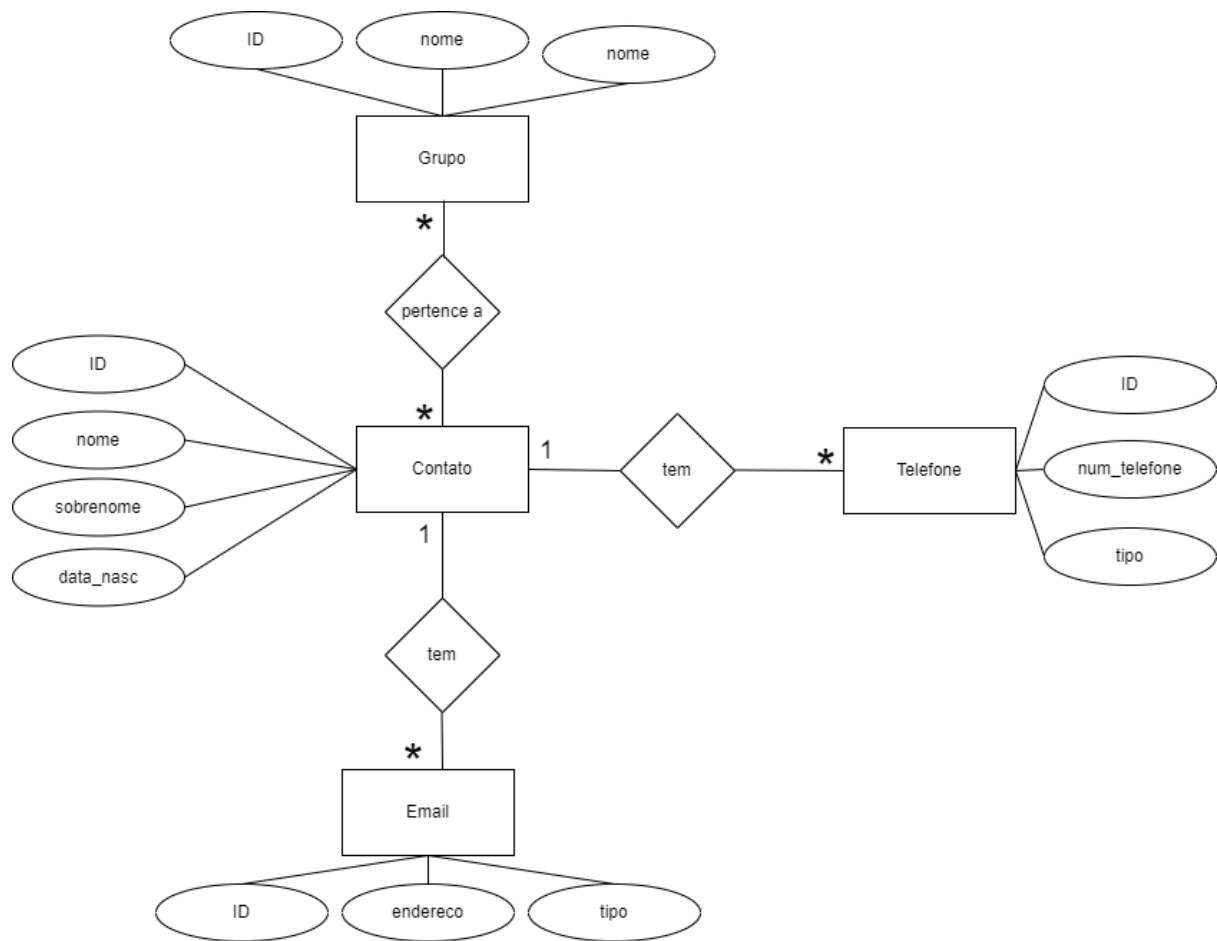 ID
nome
nome
Grupo
*
pertence a
*
ID
nome
sobrenome
data_nasc
Contato
1
tem
*
Telefone
ID
num_telefone
tipo
1
tem
*
Email
ID
endereco
tipo